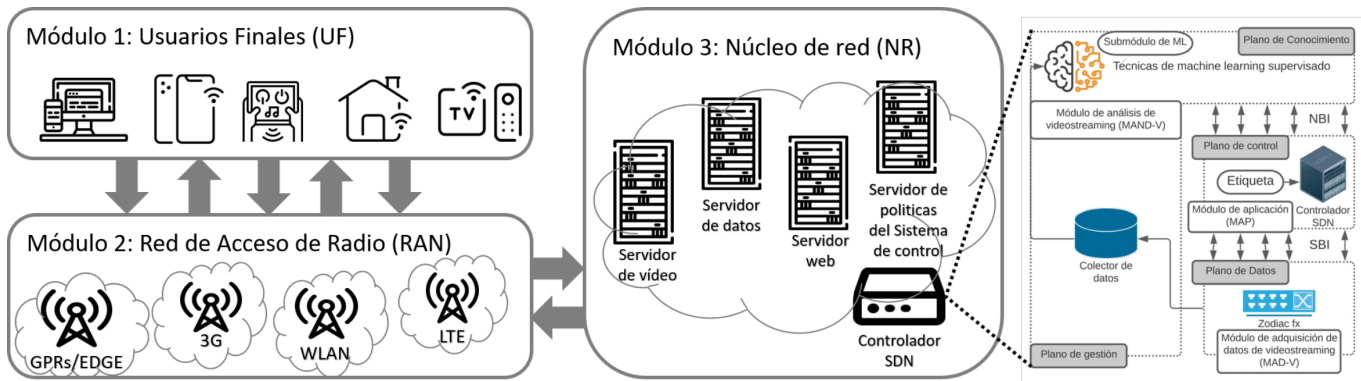 Módulo 1: Usuarios Finales (UF)
TV
Módulo 2: Red de Acceso de Radio (RAN)
GPRs/EDGE
3G
WLAN
LTE
Módulo 3: Núcleo de red (NR)
Servidor
de vídeo
Servidor
de datos
Servidor
web
Servidor de
politicas
del Sistema
de control
Controlador
SDN
Submódulo de ML
Plano de Conocimiento
Técnicas de machine learning supervisado
Módulo de análisis de
videostreaming (MAND-V)
NBI
Plano de control
Etiqueta
Controlador
SDN
Módulo de aplicación
(MAP)
SBI
Colector de
datos
Plano de Datos
Zodiac fx
Módulo de adquisición de
datos de videostreaming
(MAD-V)
Plano de gestión